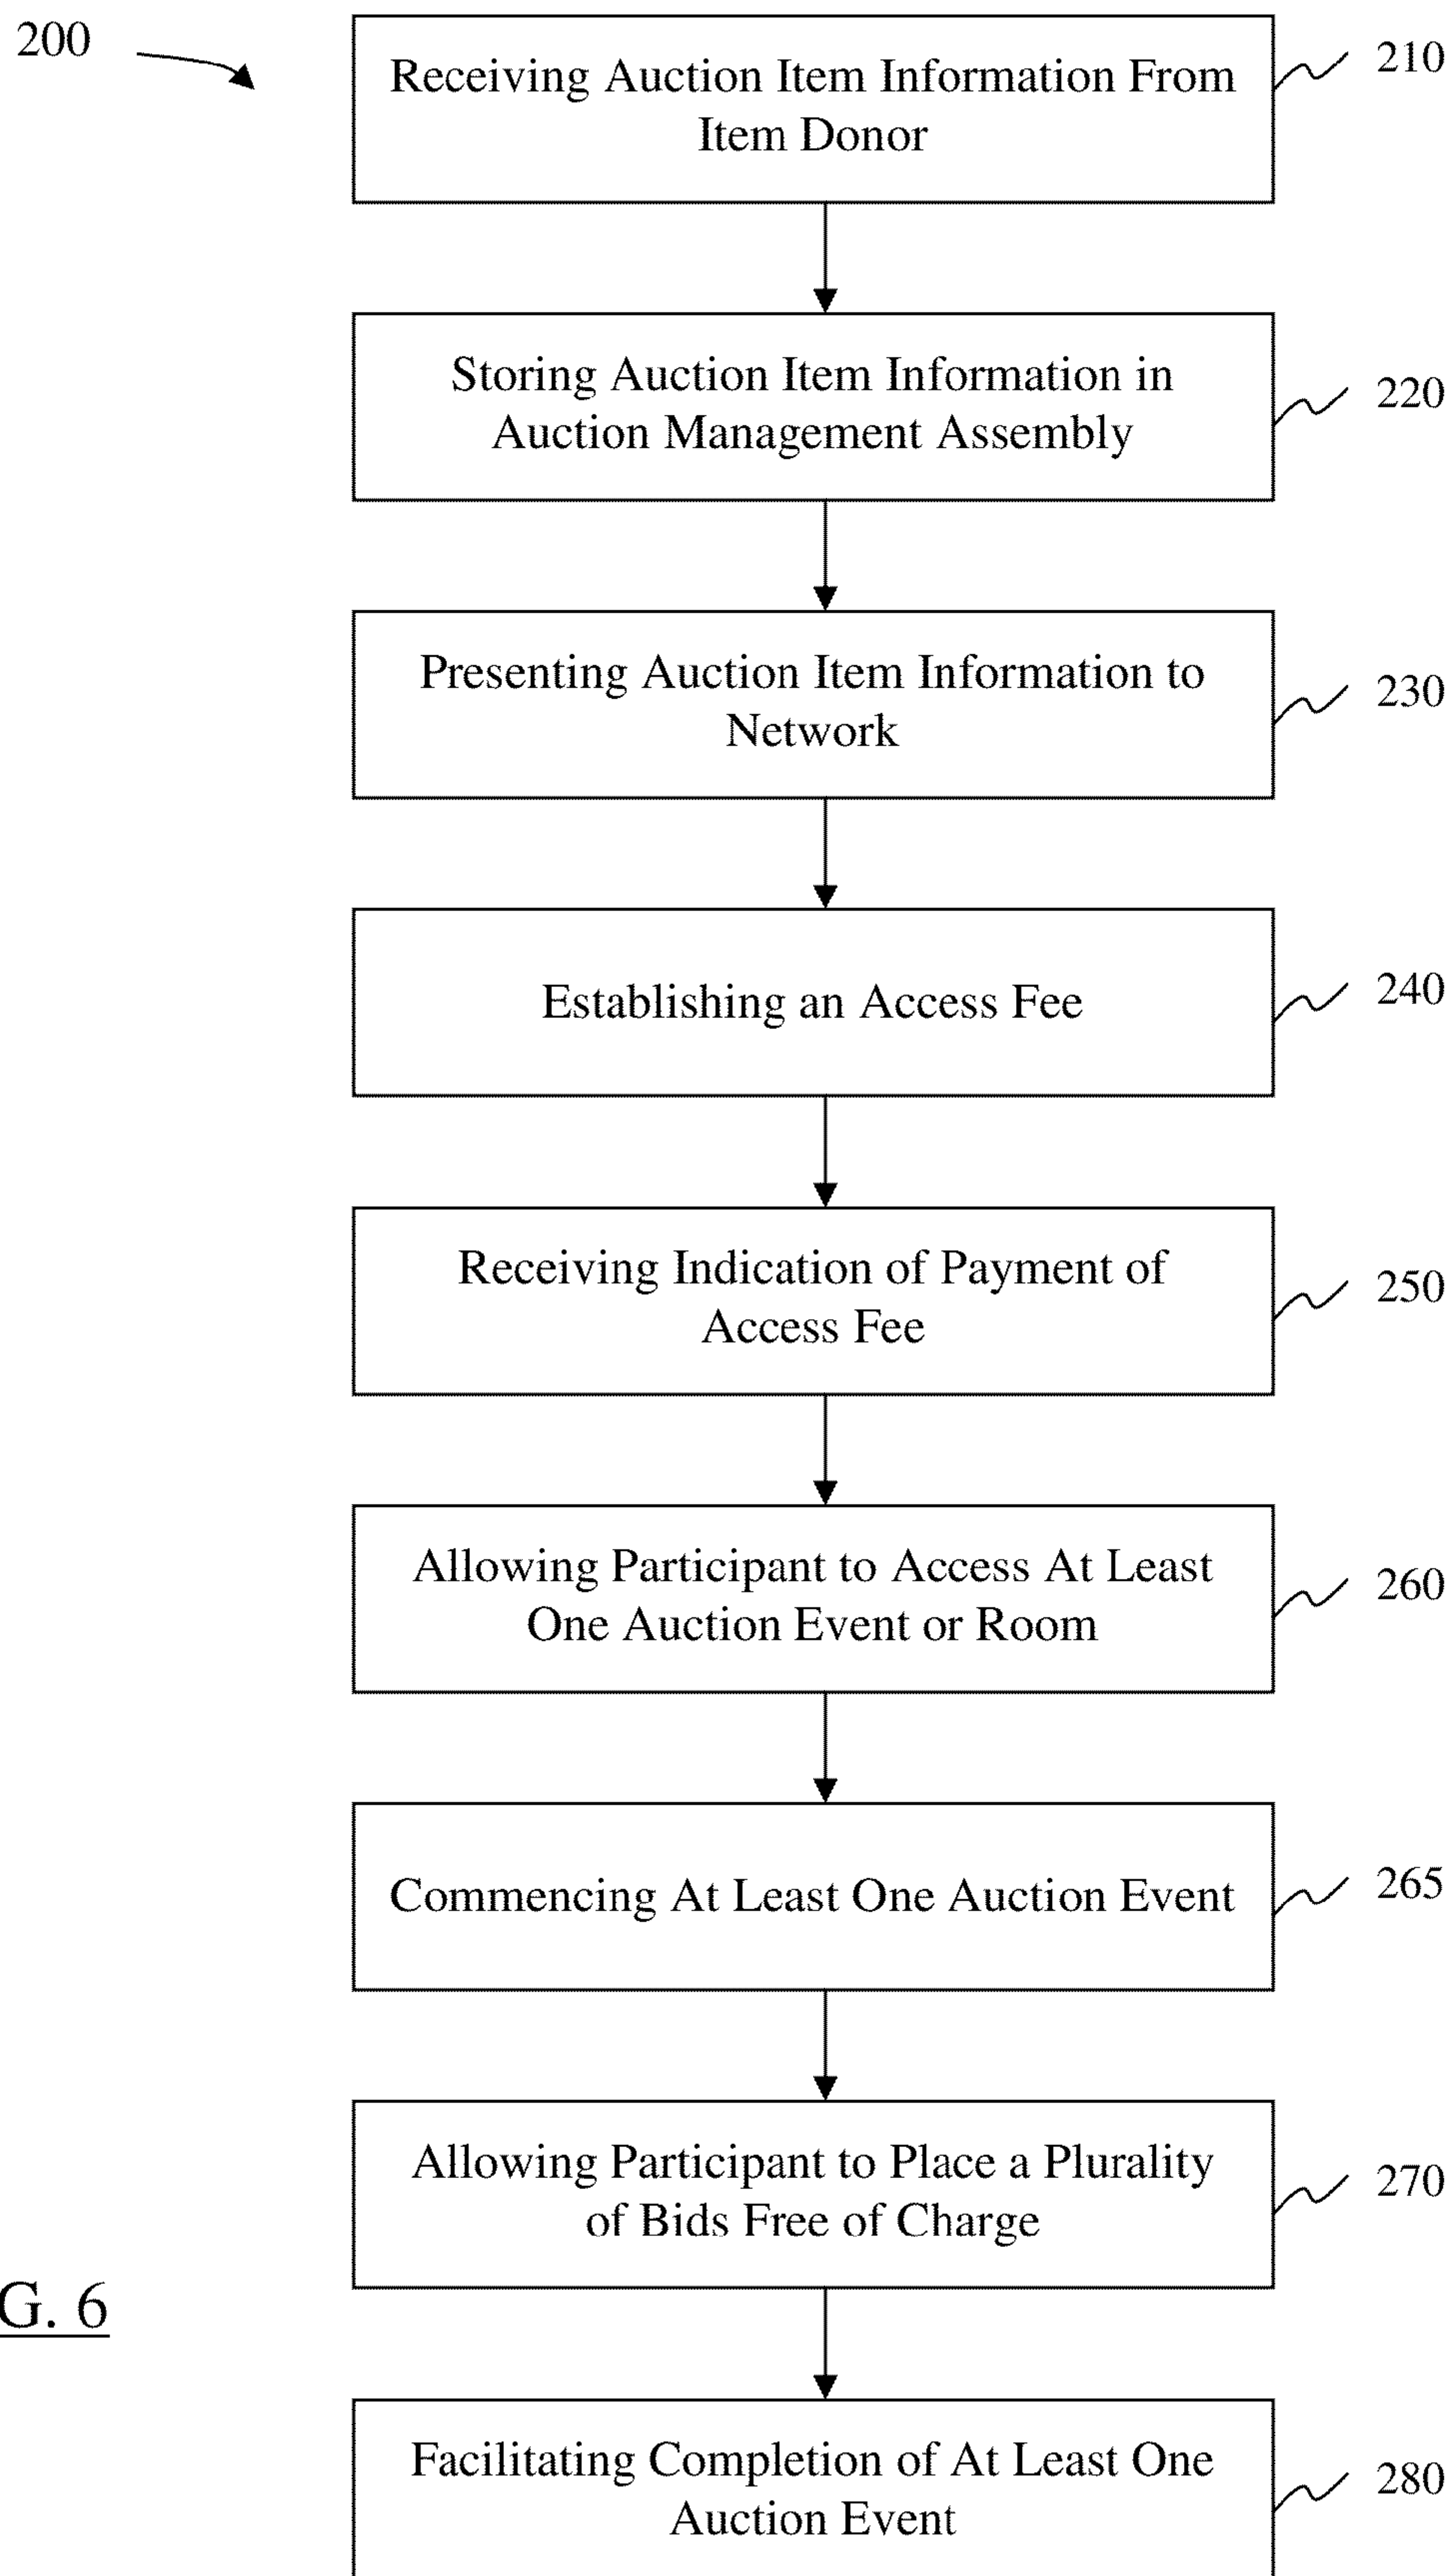 200
Receiving Auction Item Information From
Item Donor
210
Storing Auction Item Information in
Auction Management Assembly
220
Presenting Auction Item Information to
Network
230
Establishing an Access Fee
240
Receiving Indication of Payment of
Access Fee
250
Allowing Participant to Access At Least
One Auction Event or Room
260
Commencing At Least One Auction Event
265
Allowing Participant to Place a Plurality
of Bids Free of Charge
270
G. 6
Facilitating Completion of At Least One
Auction Event
280